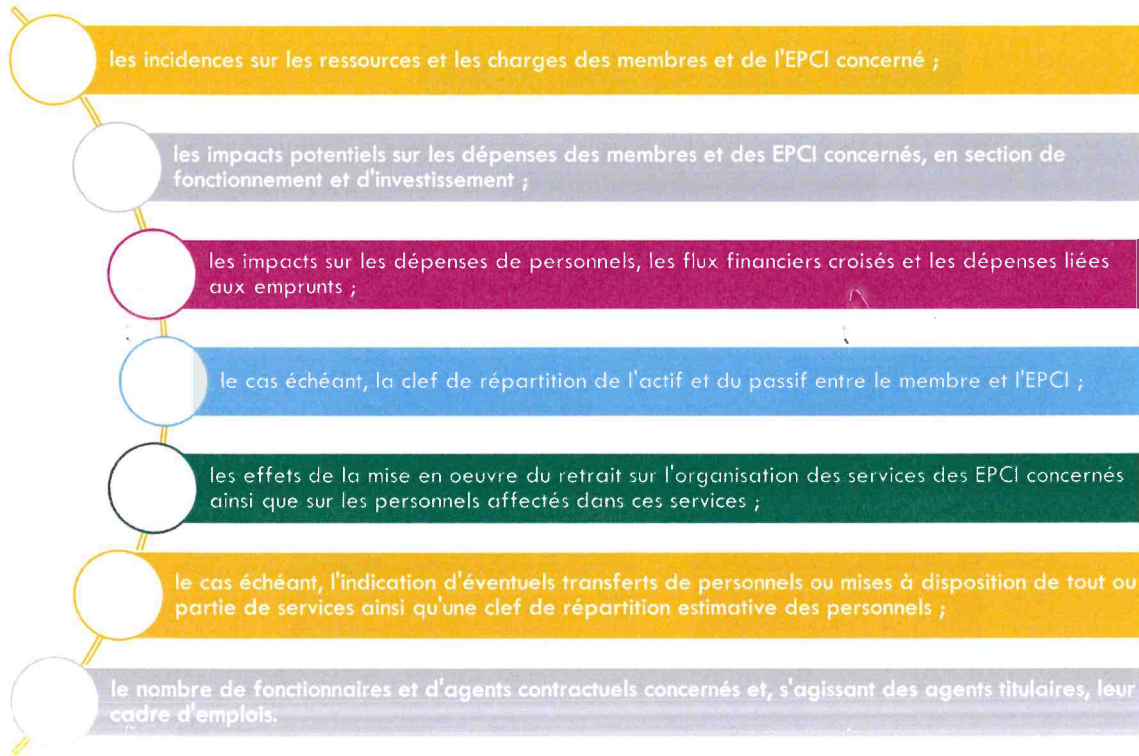 les incidences sur les ressources et les charges des membres et de l'EPCI concerné ;
les impacts potentiels sur les dépenses des membres et des EPCI concernés, en section de
fonctionnement et d'investissement ;
les impacts sur les dépenses de personnels, les flux financiers croisés et les dépenses liées
aux emprunts ;
le cas échéant, la clef de répartition de l'actif et du passif entre le membre et l'EPCI ;
les effets de la mise en oeuvre du retrait sur l'organisation des services des EPCI concernés
ainsi que sur les personnels affectés dans ces services ;
le cas échéant, l'indication d'éventuels transferts de personnels ou mises à disposition de tout ou
partie de services ainsi qu'une clef de répartition estimative des personnels ;
le nombre de fonctionnaires et d'agents contractuels concernés et, s'agissant des agents titulaires, leur
cadre d'emplois.